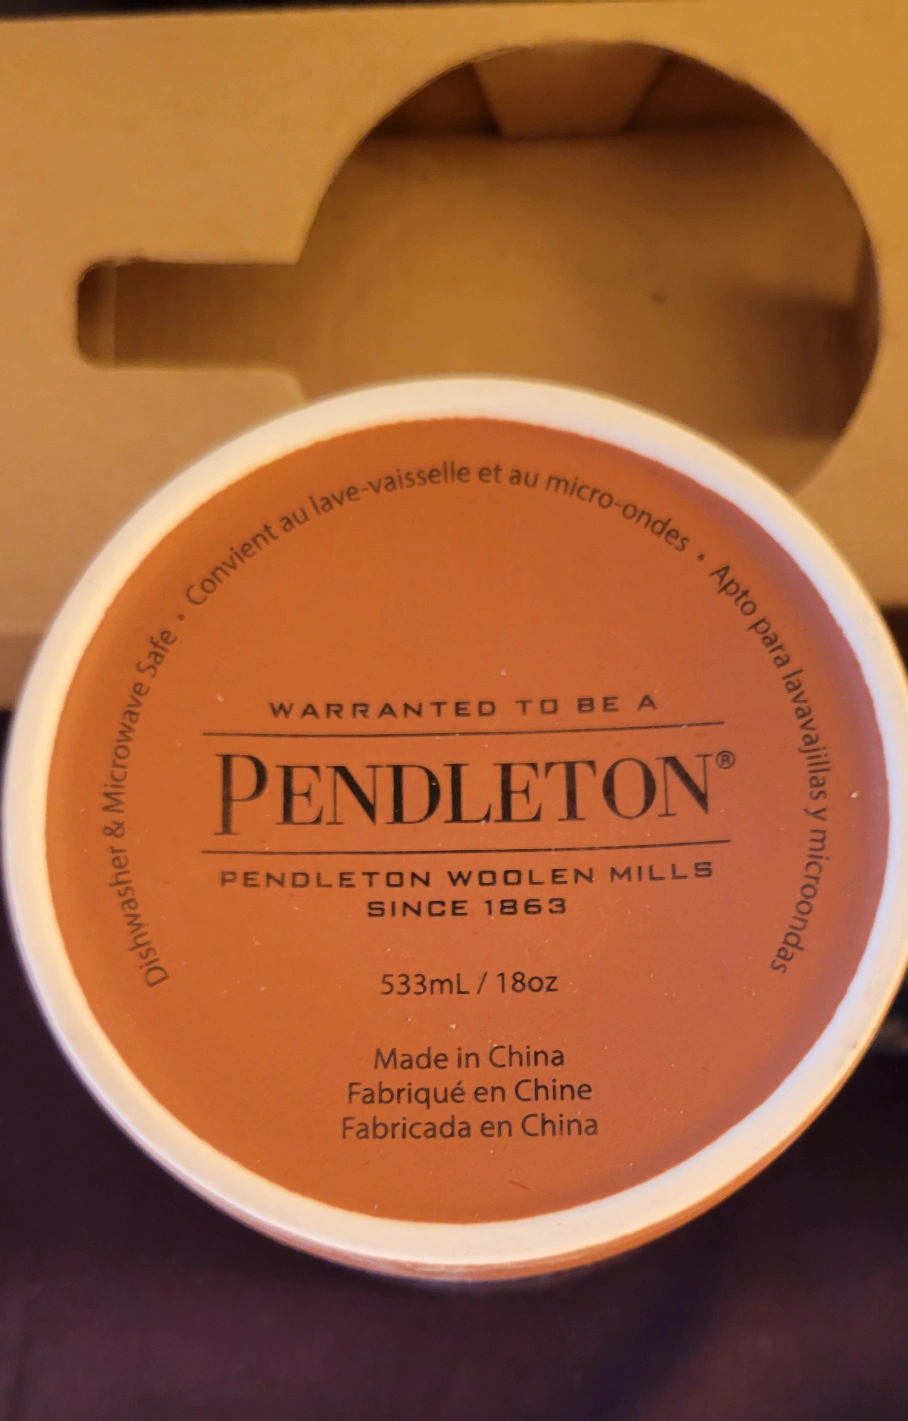 Dishwasher & Microwave Safe • Convient au lave-vaisselle et au micro-ondes • Apto para lavavajillas y microondas
WARRANTED TO BE A
PENDLETON®
PENDLETON WOOLEN MILLS
SINCE 1863
533mL / 18oz
Made in China
Fabriqué en Chine
Fabricada en China